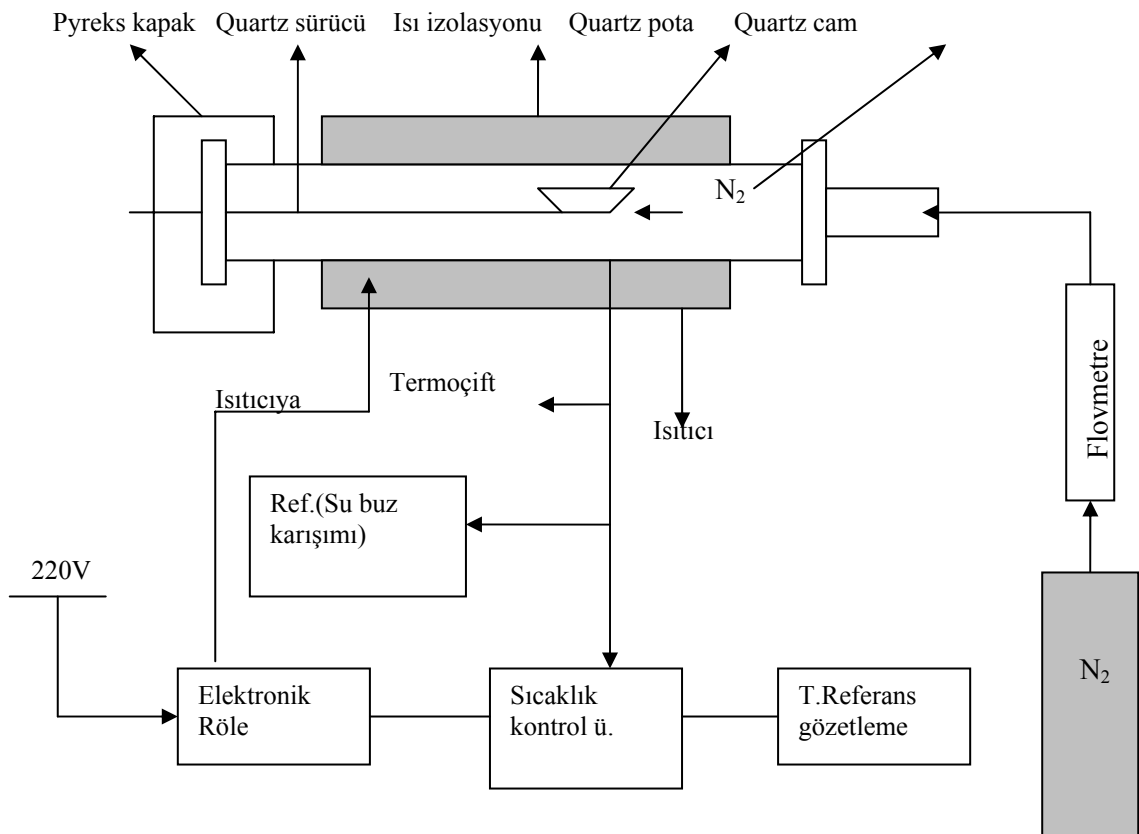 Pyreks kapak Quartz sürücü Isı izolasyonu Quartz pota Quartz cam
N₂
Termoçift
Isıtıcıya
Isıtıcı
Flovmetre
Ref.(Su buz
karışımı)
220V
Elektronik
Röle
Sıcaklık
kontrol ü.
T.Referans
gözetleme
N₂